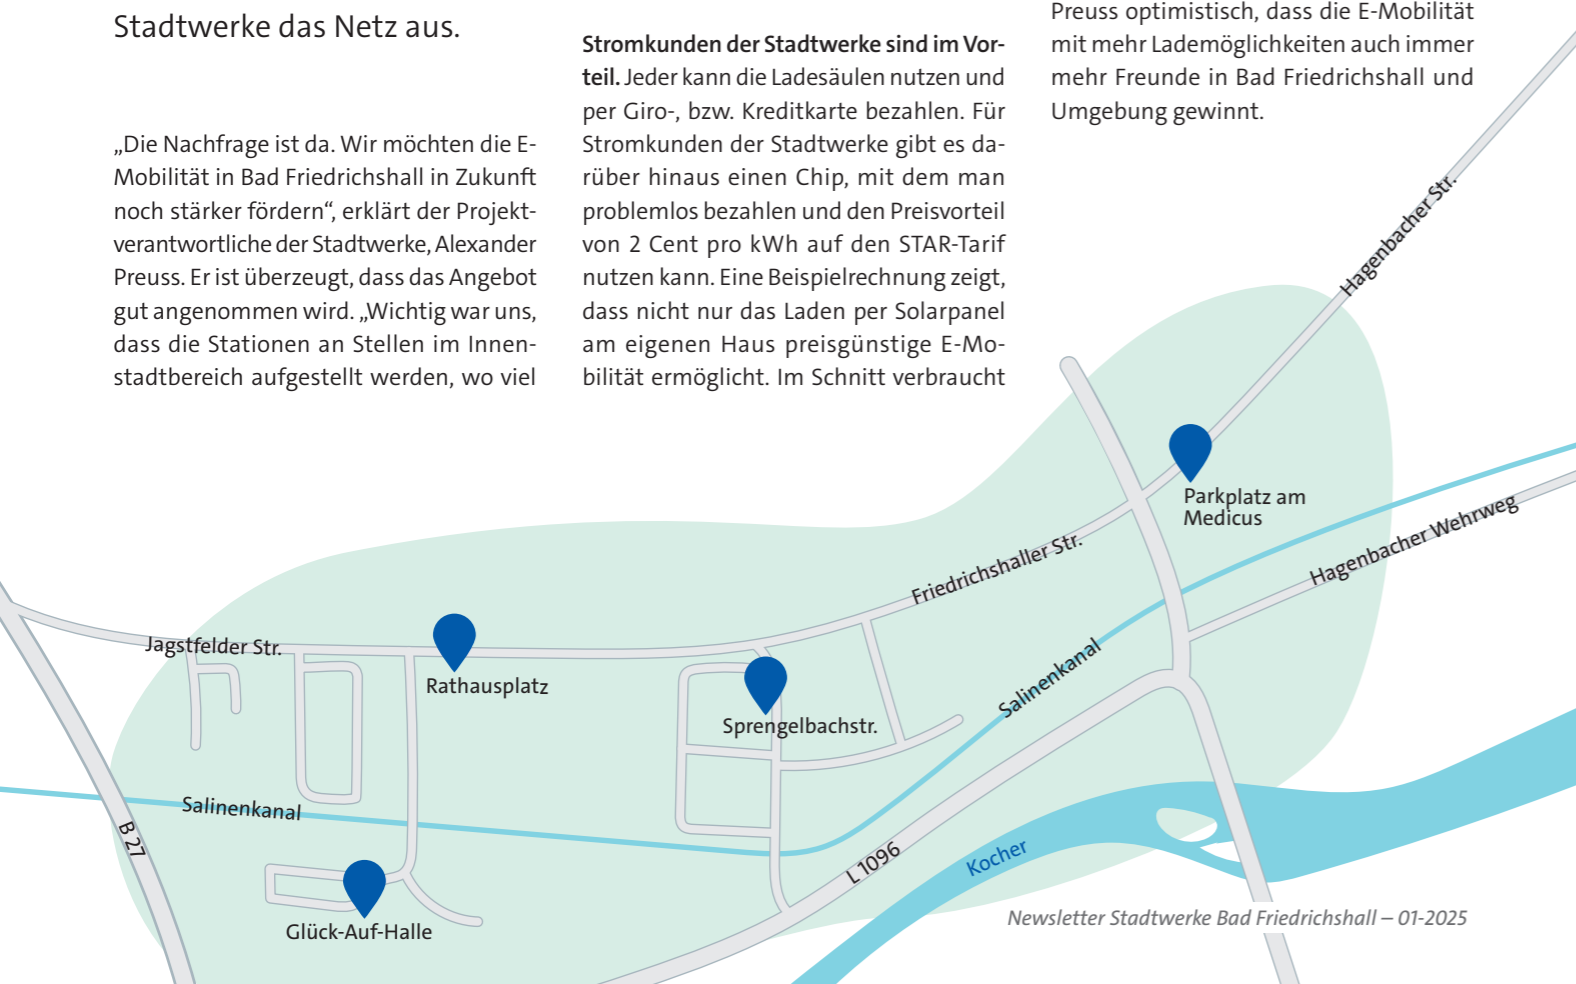 Stadtwerke das Netz aus.
„Die Nachfrage ist da. Wir möchten die E-
Mobilität in Bad Friedrichshall in Zukunft
noch stärker fördern“, erklärt der Projekt-
verantwortliche der Stadtwerke, Alexander
Preuss. Er ist überzeugt, dass das Angebot
gut angenommen wird. „Wichtig war uns,
dass die Stationen an Stellen im Innen-
stadtbereich aufgestellt werden, wo viel
Stromkunden der Stadtwerke sind im Vor-
teil. Jeder kann die Ladesäulen nutzen und
per Giro-, bzw. Kreditkarte bezahlen. Für
Stromkunden der Stadtwerke gibt es da-
rüber hinaus einen Chip, mit dem man
problemlos bezahlen und den Preisvorteil
von 2 Cent pro kWh auf den STAR-Tarif
nutzen kann. Eine Beispielrechnung zeigt,
dass nicht nur das Laden per Solarpanel
am eigenen Haus preisgünstige E-Mo-
bilität ermöglicht. Im Schnitt verbraucht
Preuss optimistisch, dass die E-Mobilität
mit mehr Lademöglichkeiten auch immer
mehr Freunde in Bad Friedrichshall und
Umgebung gewinnt.
Hagenbacher Str.
Parkplatz am
Medicus
Hagenbacher Wehrweg
Friedrichshaller Str.
Jagstfelder Str.
Rathausplatz
Sprengelbachstr.
Salinenkanal
Salinenkanal
B 27
L 1096
Kocher
Glück-Auf-Halle
Newsletter Stadtwerke Bad Friedrichshall – 01-2025